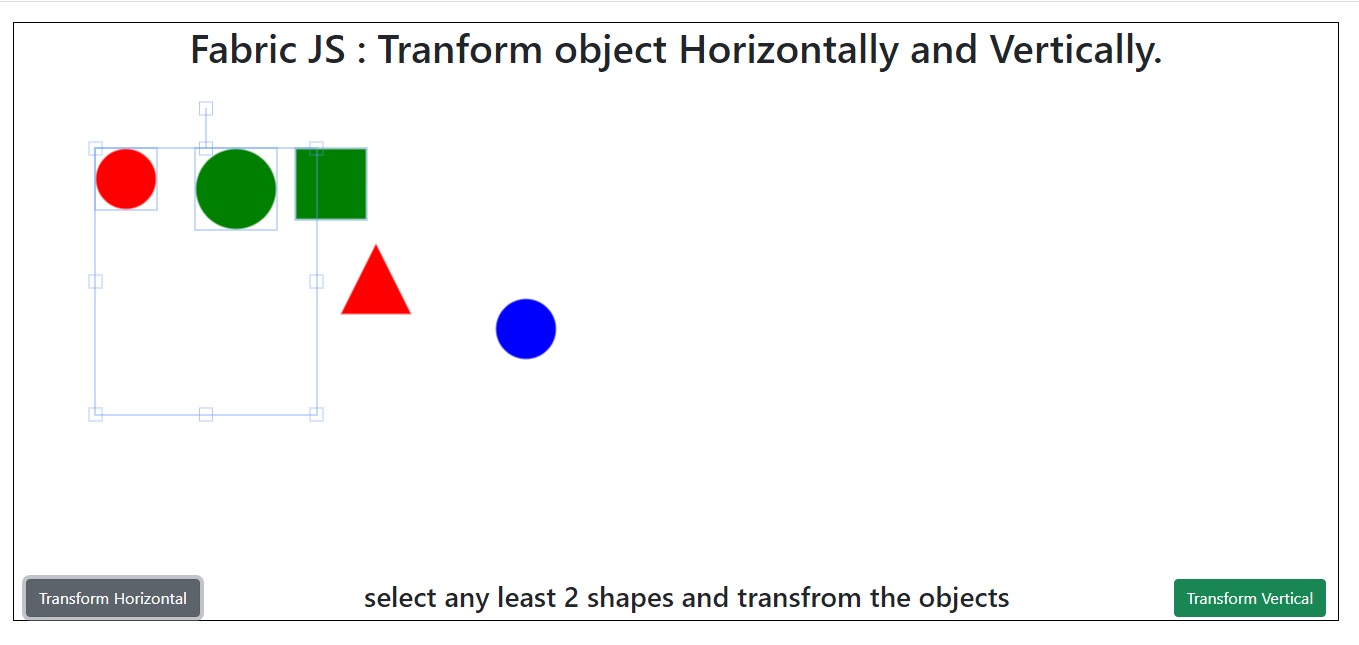 Fabric JS : Tranform object Horizontally and Vertically.
Transform Horizontal
select any least 2 shapes and transfrom the objects
Transform Vertical